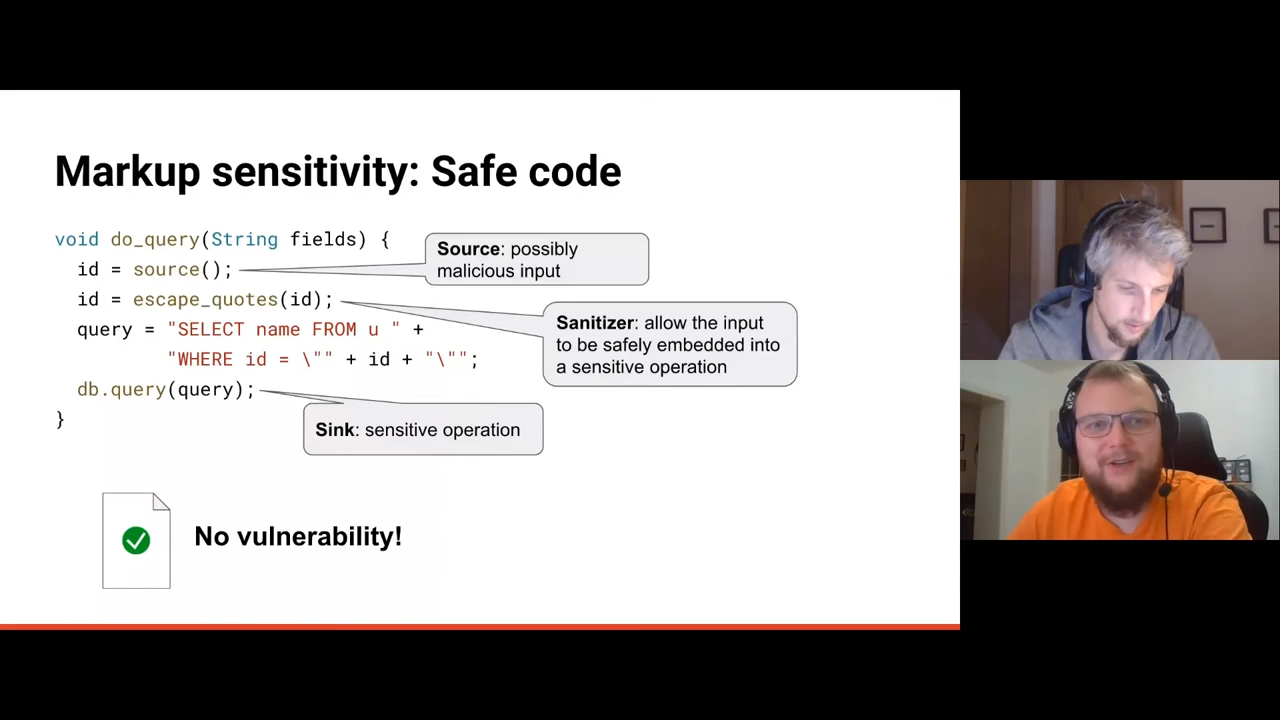 Markup sensitivity: Safe code
void do_query(String fields) {
id = source();
id = escape_quotes(id);
query = "SELECT name FROM u " +
"WHERE id = \"" + id + "\"";
db.query(query);
}
Source: possibly
malicious input
Sanitizer: allow the input
to be safely embedded into
a sensitive operation
Sink: sensitive operation
No vulnerability!